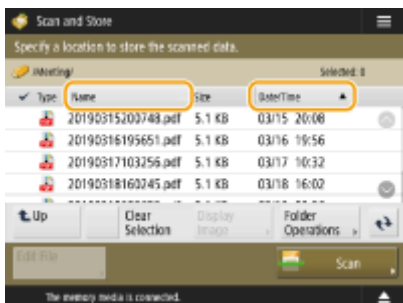 Scan and Store
Specify a location to store the scanned data.
/Meeting/ Selected: 0
Type Name Size Date/Time
20190315200748.pdf 5.1 KB 03/15 20:08
20190316195651.pdf 5.1 KB 03/16 19:56
20190317103256.pdf 5.1 KB 03/17 10:32
20190318160245.pdf 5.1 KB 03/18 16:02
Up Clear Selection Display Image Folder Operations
Edit File Scan
The memory media is connected.